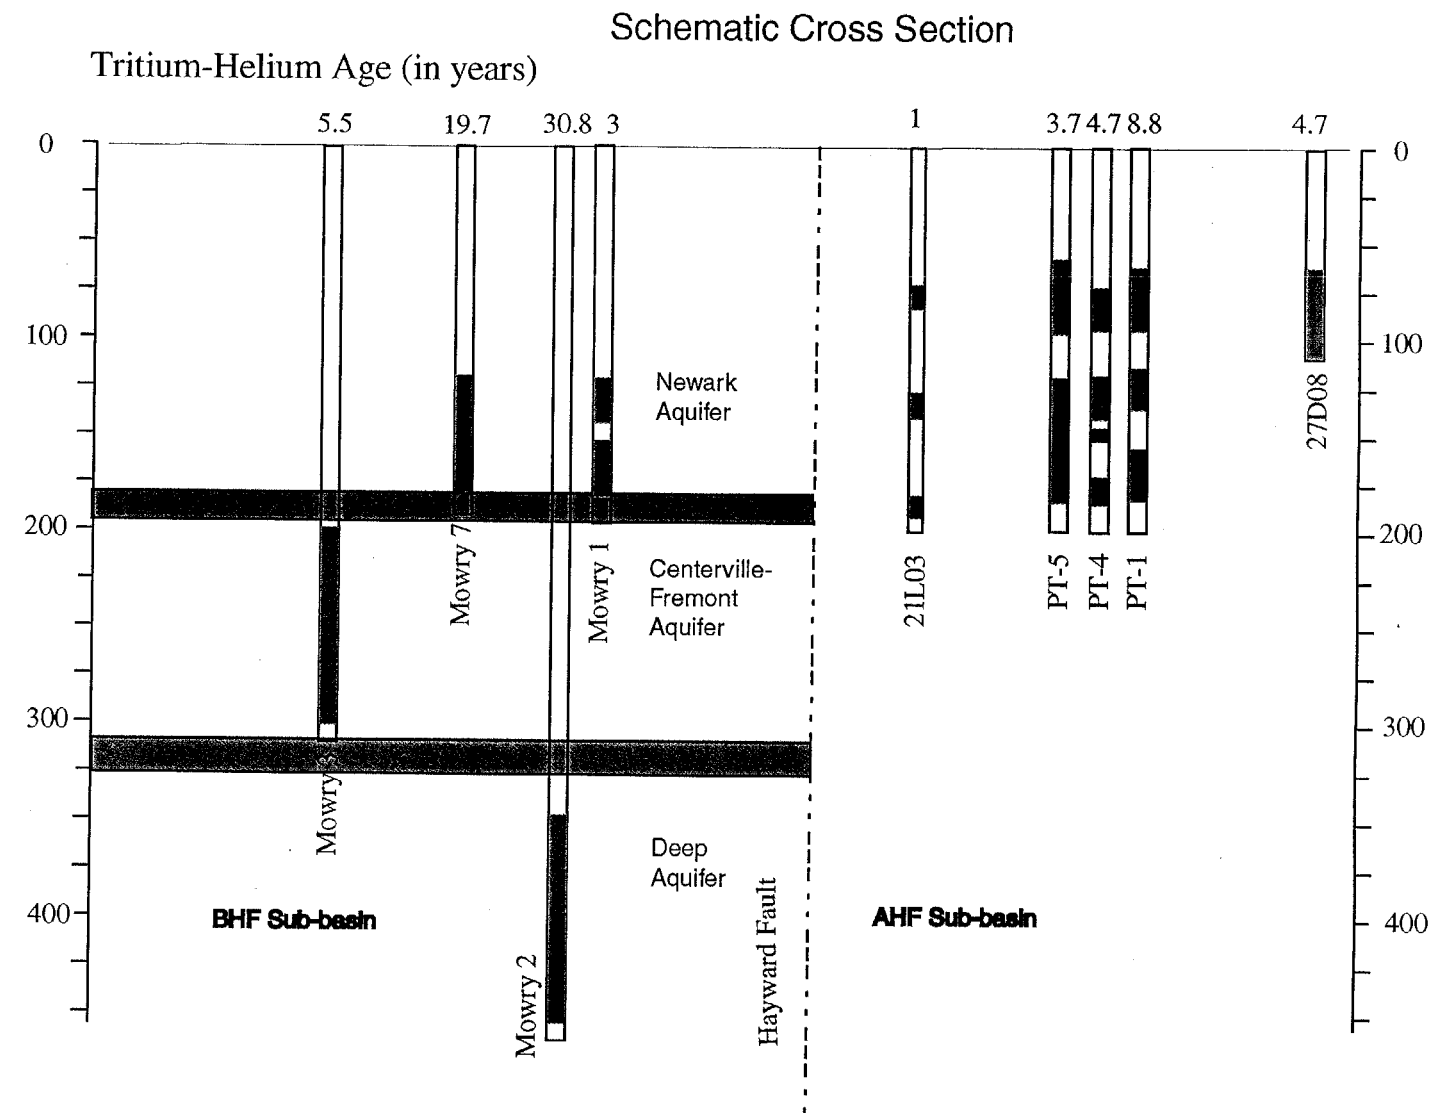 Schematic Cross Section
Tritium-Helium Age (in years)
5.5 19.7 30.8 3 1 3.7 4.7 8.8 4.7
0
100
200
300
400
0
100
200
300
400
Newark
Aquifer
Centerville-
Fremont
Aquifer
Deep
Aquifer
Mowry 3
Mowry 7
Mowry 2
Mowry 1
Hayward Fault
21L03
PT-5
PT-4
PT-1
27D08
BHF Sub-basin
AHF Sub-basin